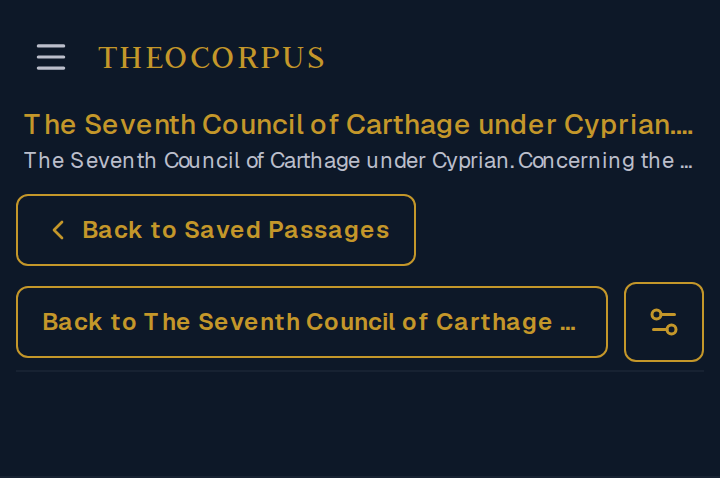 THEOCORPUS
The Seventh Council of Carthage under Cyprian....
The Seventh Council of Carthage under Cyprian. Concerning the ...
Back to Saved Passages
Back to The Seventh Council of Carthage ...